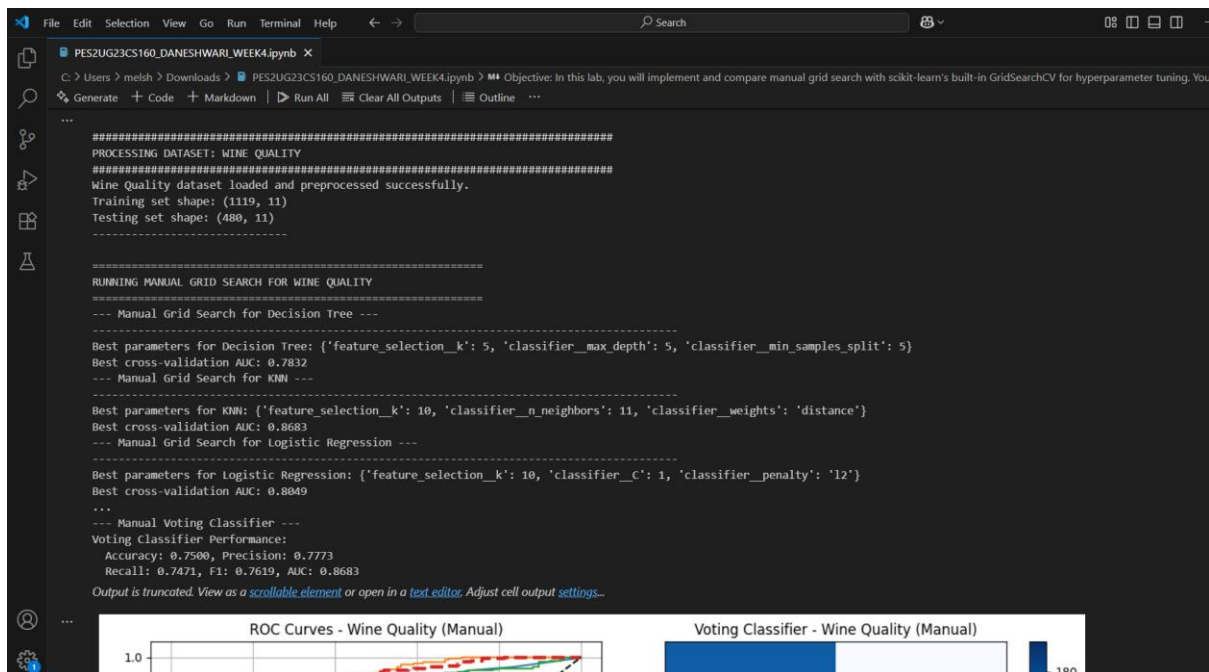 File Edit Selection View Go Run Terminal Help ← → Search
PES2UG23CS160_DANESHWARI_WEEK4.ipynb ×
C: > Users > melsh > Downloads > PES2UG23CS160_DANESHWARI_WEEK4.ipynb > M↓ Objective: In this lab, you will implement and compare manual grid search with scikit-learn's built-in GridSearchCV for hyperparameter tuning. You
Generate + Code + Markdown | Run All Clear All Outputs | Outline ...
...
################################################################################
PROCESSING DATASET: WINE QUALITY
################################################################################
Wine Quality dataset loaded and preprocessed successfully.
Training set shape: (1119, 11)
Testing set shape: (480, 11)
------------------------------
============================================================
RUNNING MANUAL GRID SEARCH FOR WINE QUALITY
============================================================
--- Manual Grid Search for Decision Tree ---
------------------------------------------------------------------------------------------
Best parameters for Decision Tree: {'feature_selection__k': 5, 'classifier__max_depth': 5, 'classifier__min_samples_split': 5}
Best cross-validation AUC: 0.7832
--- Manual Grid Search for KNN ---
------------------------------------------------------------------------------------------
Best parameters for KNN: {'feature_selection__k': 10, 'classifier__n_neighbors': 11, 'classifier__weights': 'distance'}
Best cross-validation AUC: 0.8683
--- Manual Grid Search for Logistic Regression ---
------------------------------------------------------------------------------------------
Best parameters for Logistic Regression: {'feature_selection__k': 10, 'classifier__C': 1, 'classifier__penalty': 'l2'}
Best cross-validation AUC: 0.8049
...
--- Manual Voting Classifier ---
Voting Classifier Performance:
Accuracy: 0.7500, Precision: 0.7773
Recall: 0.7471, F1: 0.7619, AUC: 0.8683
Output is truncated. View as a scrollable element or open in a text editor. Adjust cell output settings...
...
ROC Curves - Wine Quality (Manual) Voting Classifier - Wine Quality (Manual)
1.0
180
1